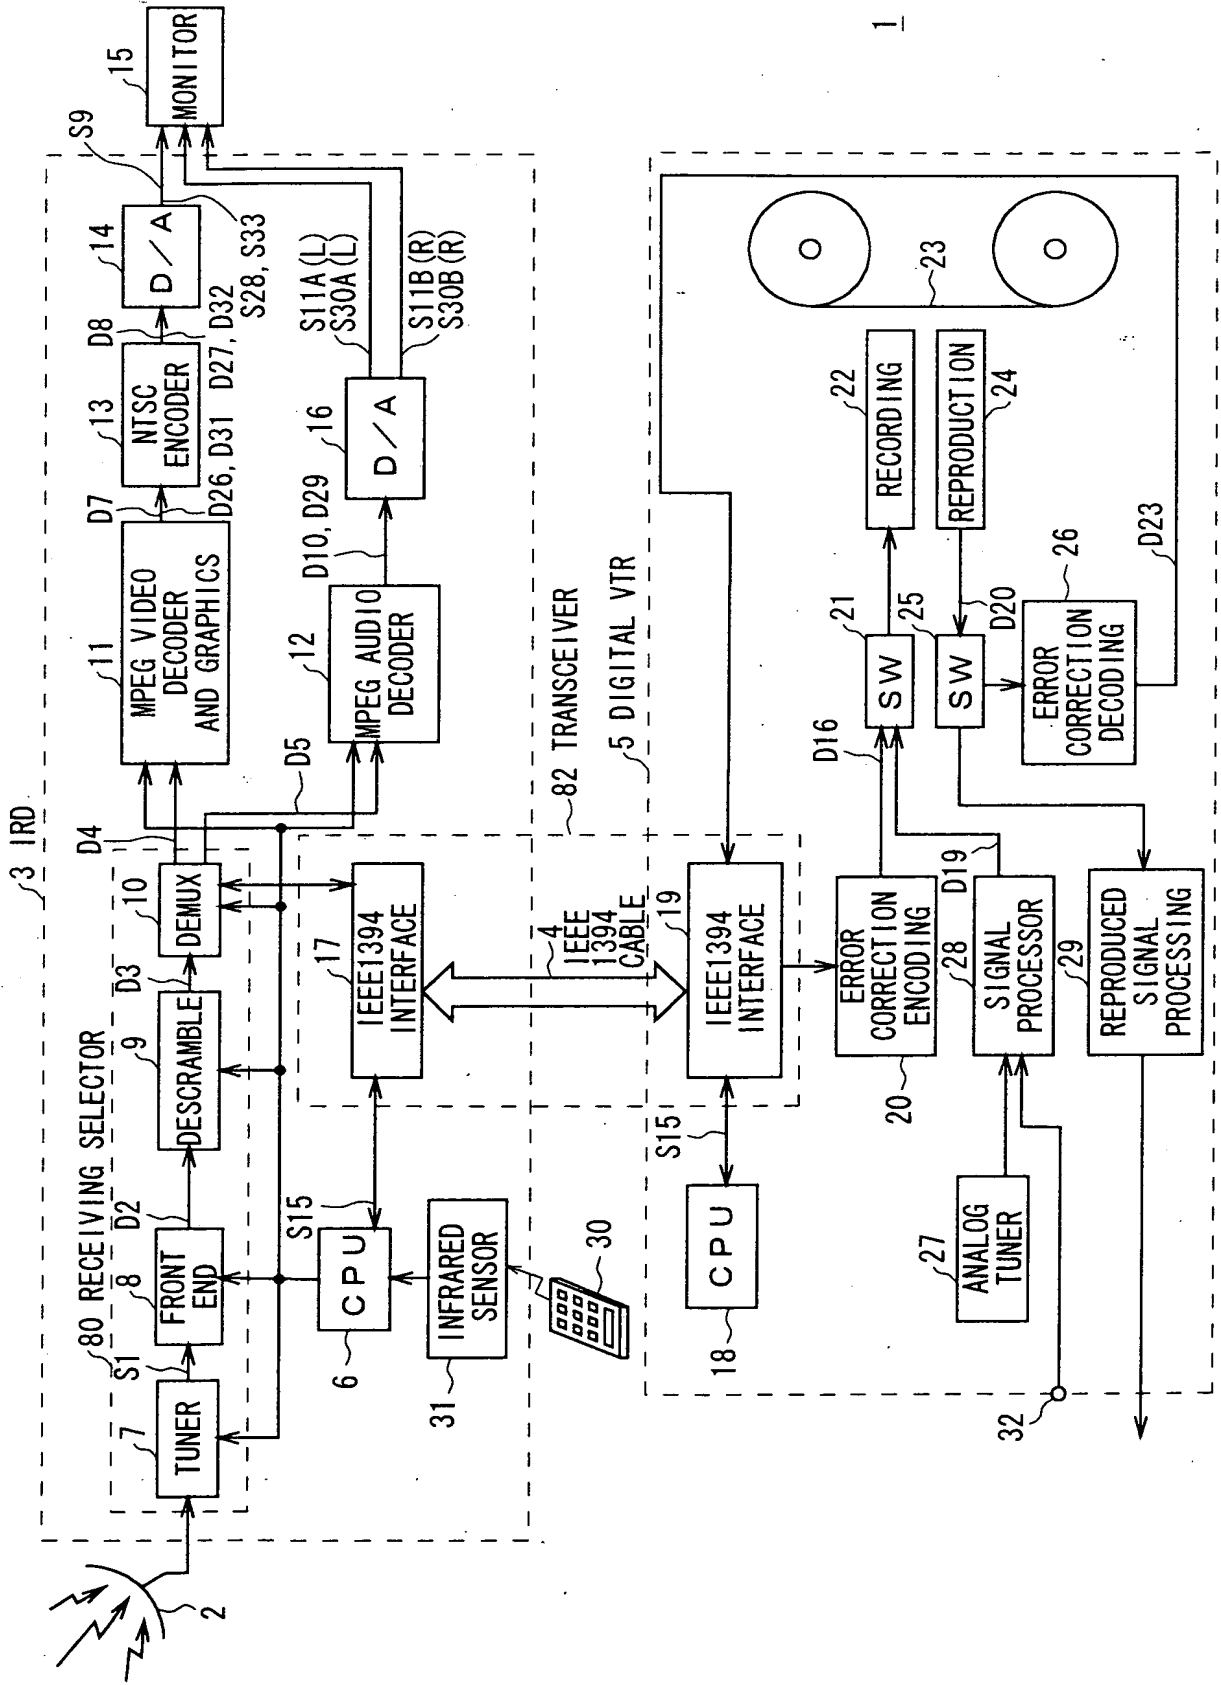 1
3 IRD
80 RECEIVING SELECTOR
2
7
TUNER
S1
8
FRONT
END
D2
9
DESCRAMBLE
D3
10
DEMUX
D4
D5
11
MPEG VIDEO
DECODER
AND GRAPHICS
D7
D26, D31
13
NTSC
ENCODER
D8
D27, D32
14
D/A
S9
S28, S33
15
MONITOR
12
MPEG AUDIO
DECODER
D10, D29
16
D/A
S11A(L)
S30A(L)
S11B(R)
S30B(R)
6
CPU
S15
31
INFRARED
SENSOR
30
17
IEEE1394
INTERFACE
82 TRANSCEIVER
4
IEEE
1394
CABLE
5 DIGITAL VTR
19
IEEE1394
INTERFACE
S15
18
CPU
20
ERROR
CORRECTION
ENCODING
D16
21
SW
22
RECORDING
23
24
REPRODUCTION
25
SW
D20
26
ERROR
CORRECTION
DECODING
D23
27
ANALOG
TUNER
28
SIGNAL
PROCESSOR
D19
29
REPRODUCED
SIGNAL
PROCESSING
32